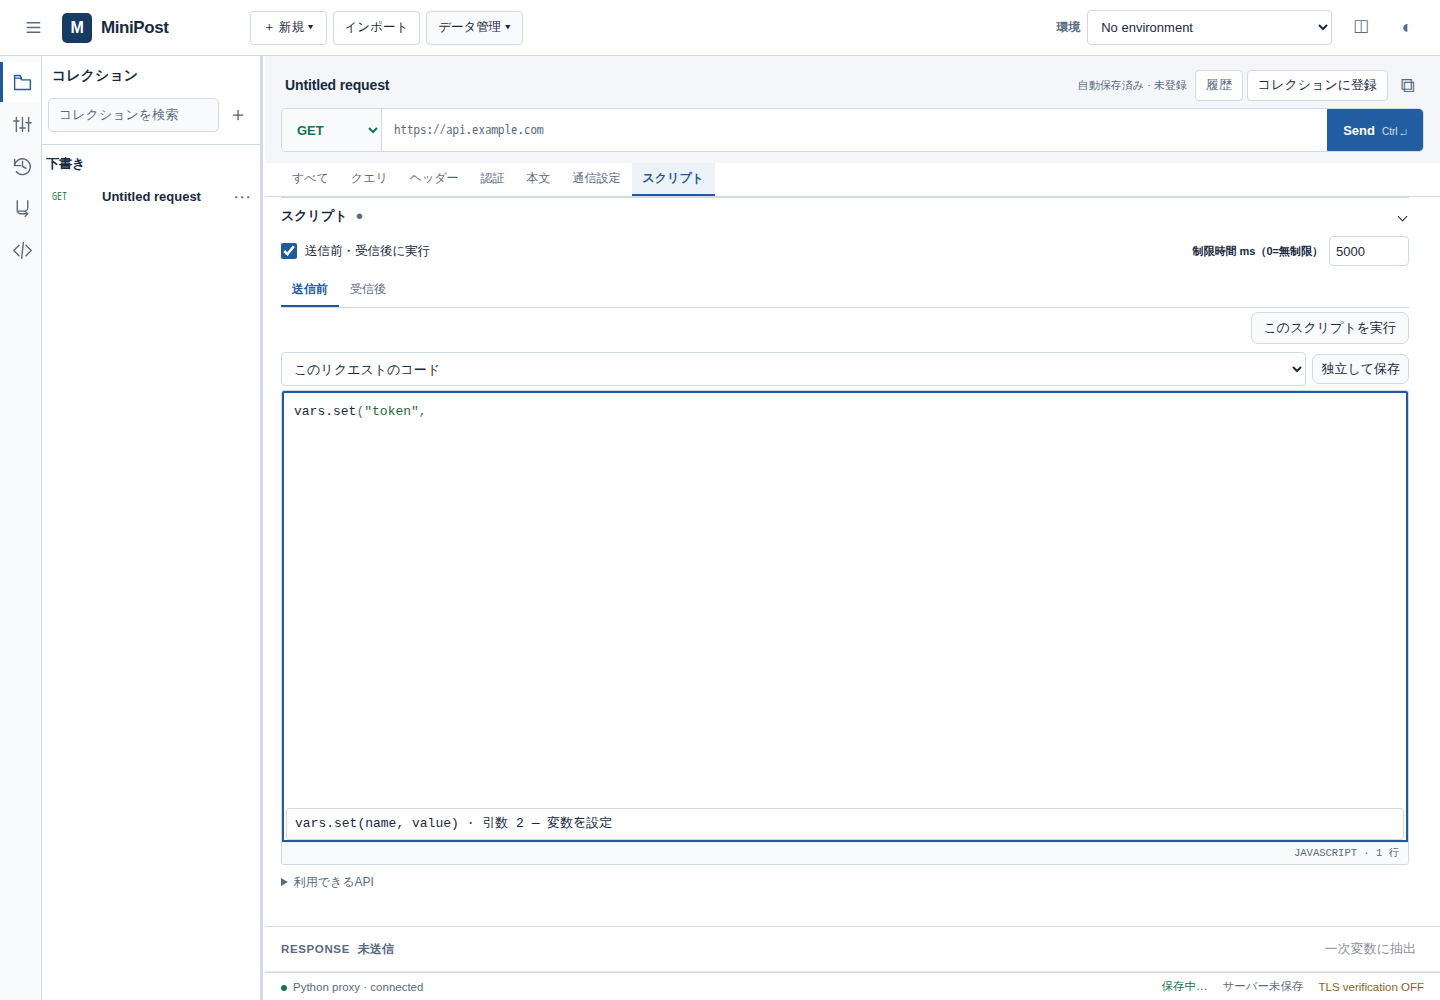 M MiniPost
＋ 新規 ▾
インポート
データ管理 ▾
環境
No environment
コレクション
コレクションを検索
＋
下書き
GET Untitled request ···
Untitled request
自動保存済み · 未登録
履歴
コレクションに登録
GET
https://api.example.com
Send Ctrl ↵
すべて
クエリ
ヘッダー
認証
本文
通信設定
スクリプト
スクリプト ●
送信前・受信後に実行
制限時間 ms（0=無制限）
5000
送信前
受信後
このスクリプトを実行
このリクエストのコード
独立して保存
vars.set("token",
vars.set(name, value) · 引数 2 — 変数を設定
JAVASCRIPT · 1 行
▶ 利用できるAPI
RESPONSE 未送信
一次変数に抽出
● Python proxy · connected
保存中…
サーバー未保存
TLS verification OFF